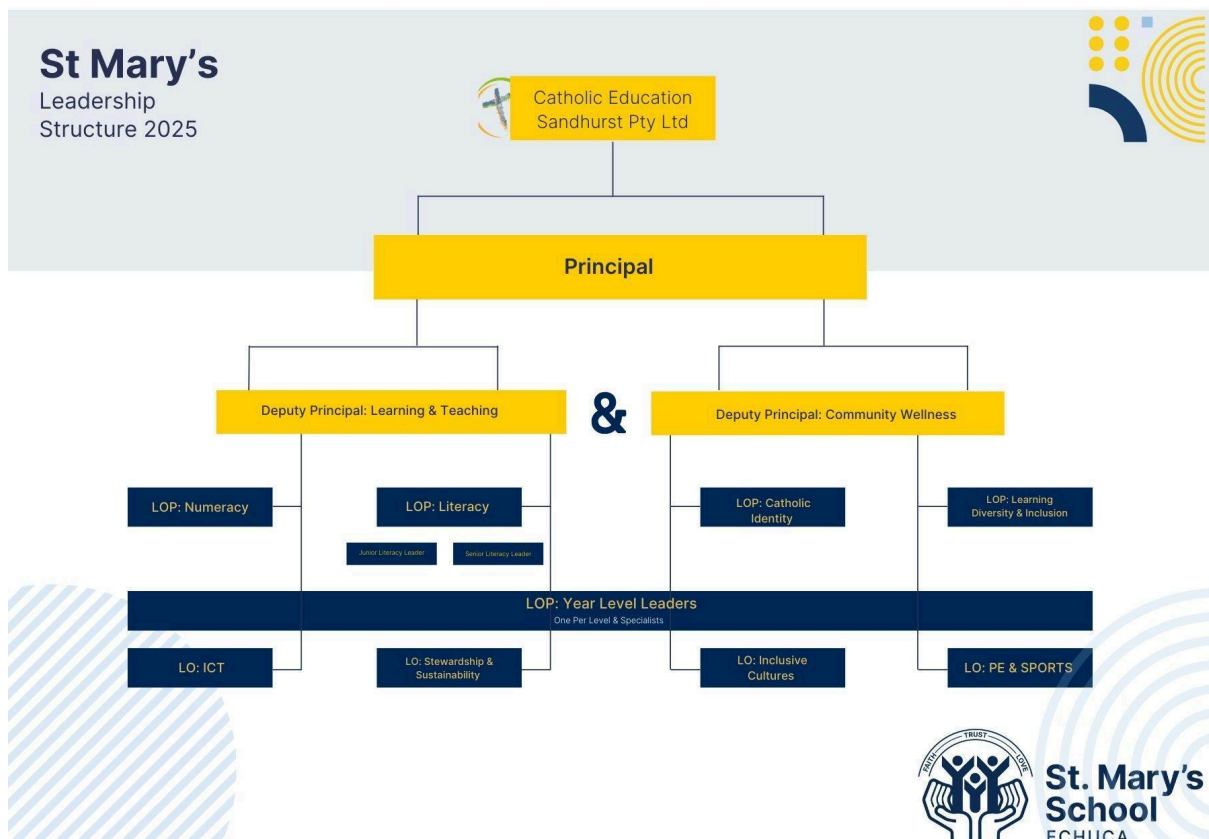 St Mary's
Leadership
Structure 2025
Catholic Education
Sandhurst Pty Ltd
Principal
Deputy Principal: Learning & Teaching
&
Deputy Principal: Community Wellness
LOP: Numeracy
LOP: Literacy
LOP: Catholic
Identity
LOP: Learning
Diversity & Inclusion
Junior Literacy Leader
Senior Literacy Leader
LOP: Year Level Leaders
One Per Level & Specialists
LO: ICT
LO: Stewardship &
Sustainability
LO: Inclusive
Cultures
LO: PE & SPORTS
FAITH TRUST LOVE
St. Mary's
School
ECHUCA